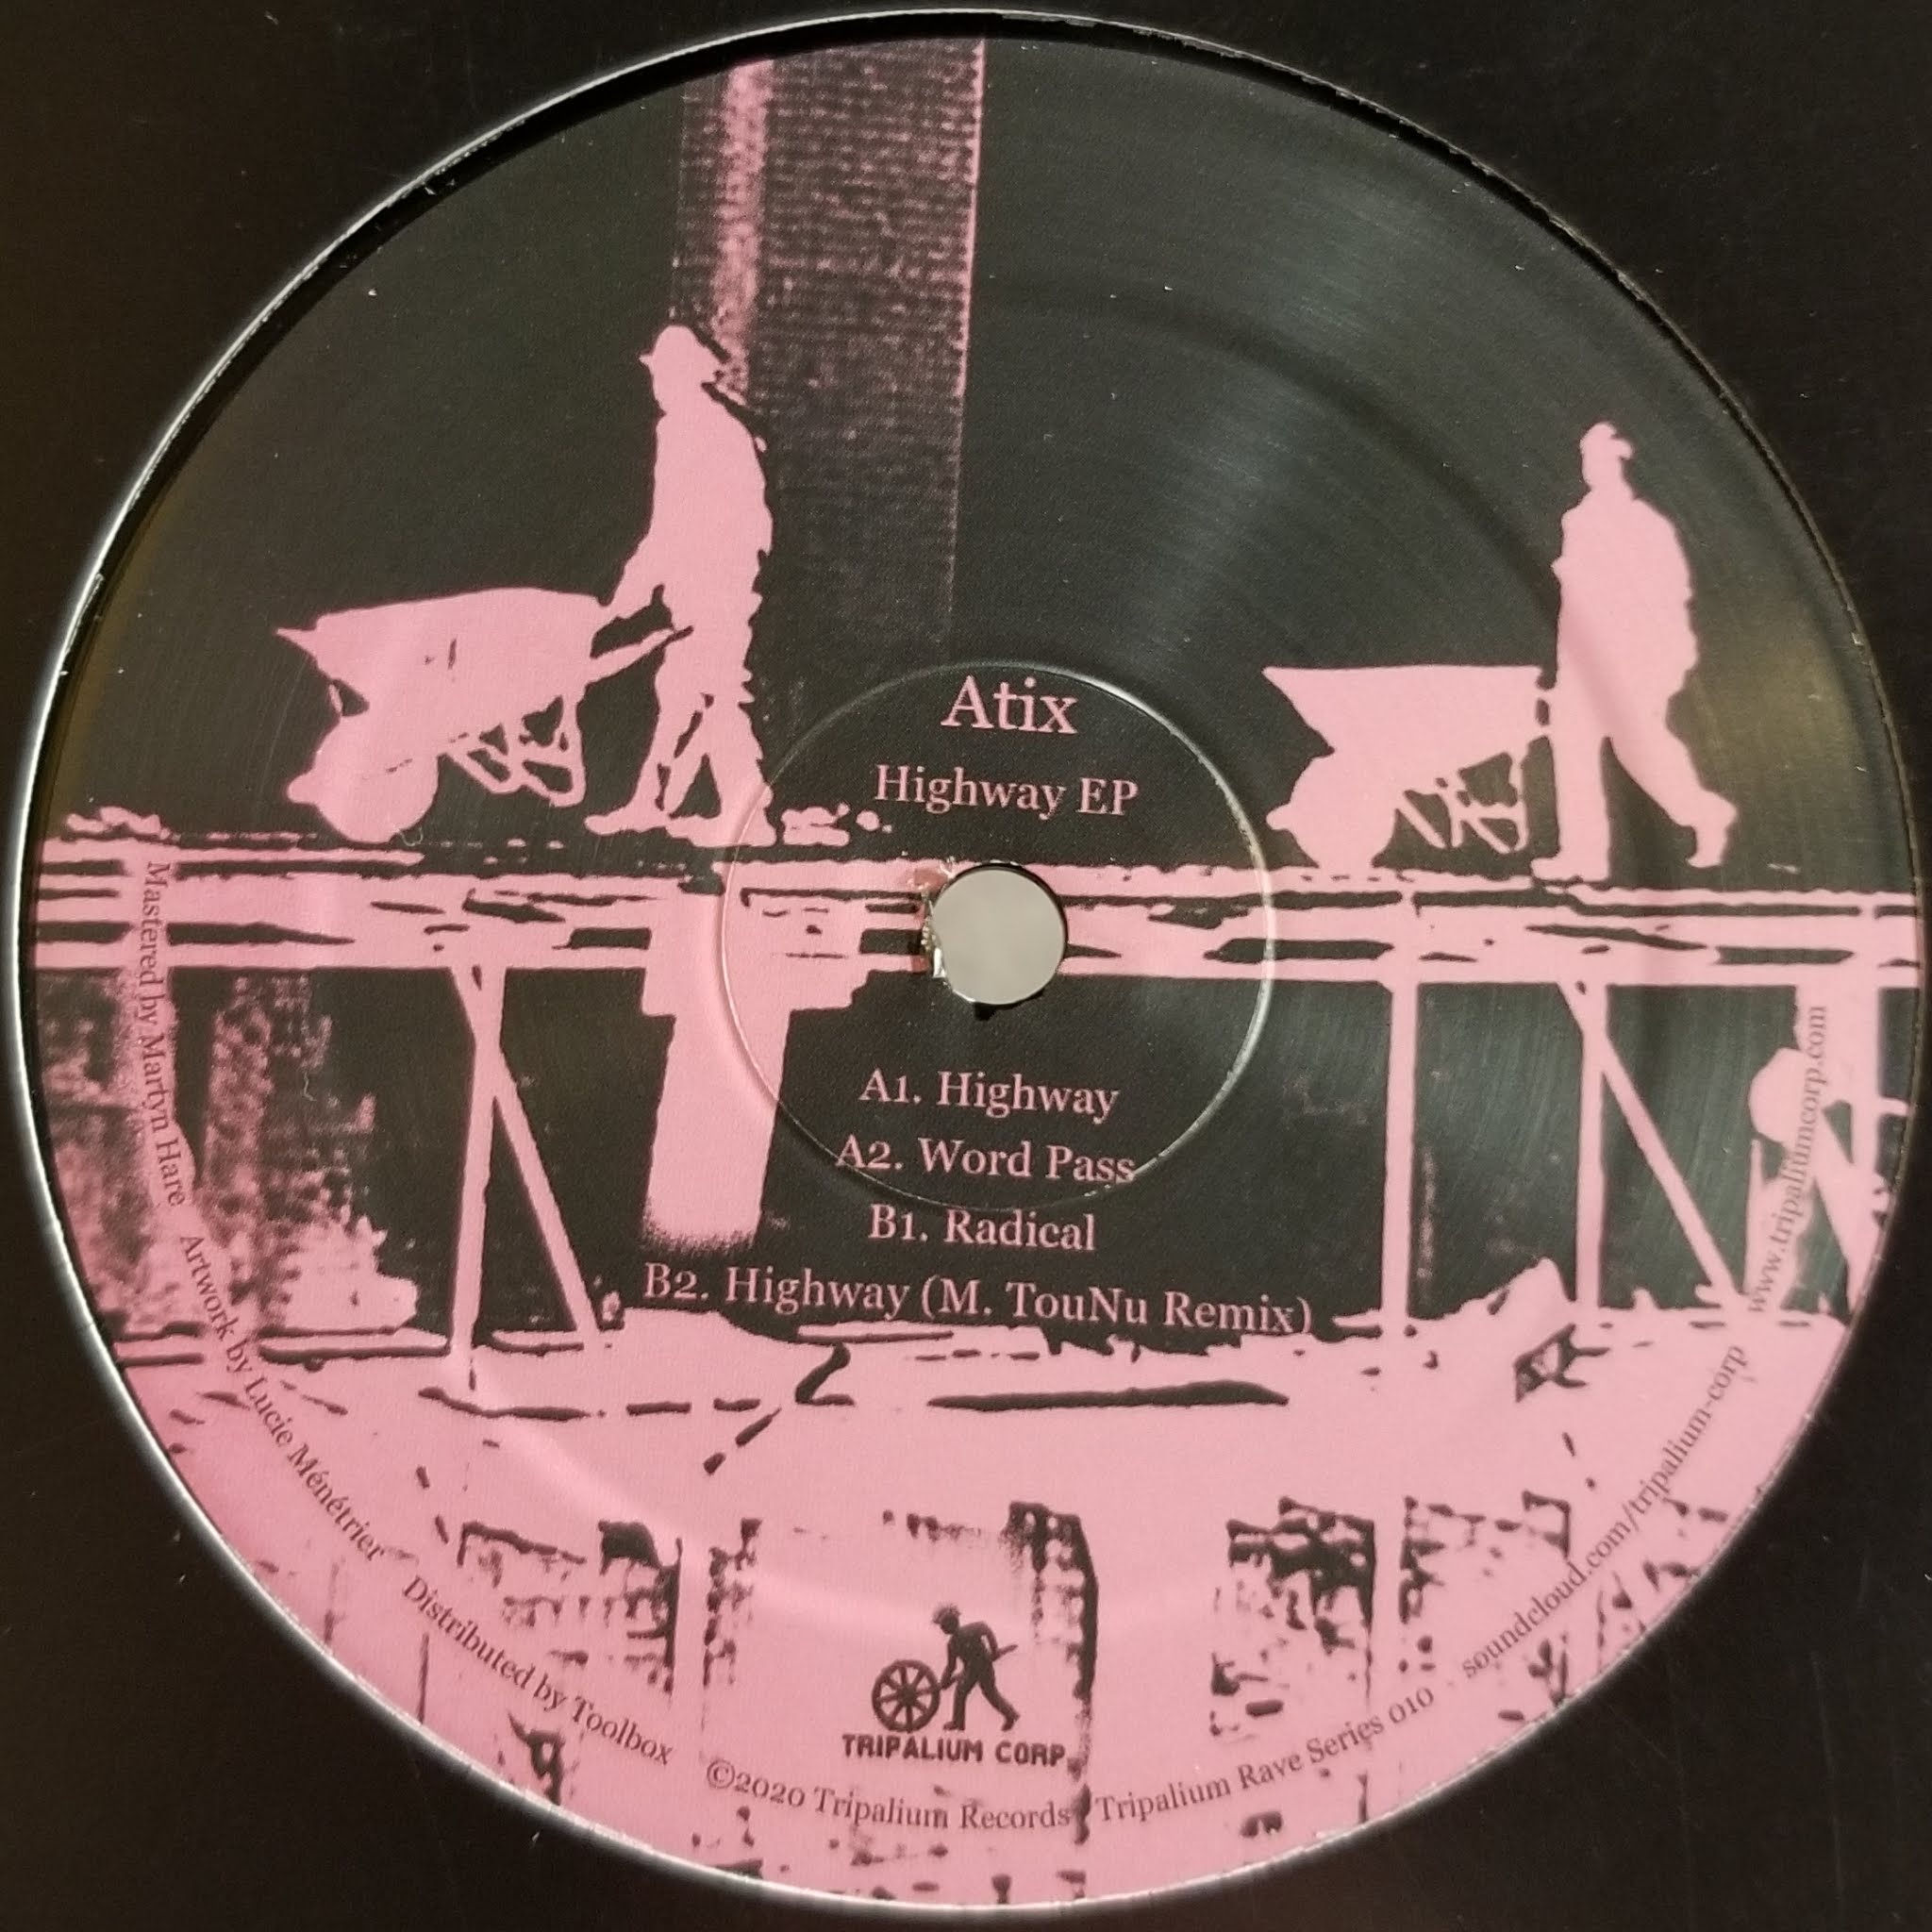 Atix
Highway EP
A1. Highway
A2. Word Pass
B1. Radical
B2. Highway (M. TouNu Remix)
TRIPALIUM CORP.
Mastered by Martyn Hare
Artwork by Lucie Ménétrier
Distributed by Toolbox
©2020 Tripalium Records
Tripalium Rave Series 010
soundcloud.com/tripalium-corp
www.tripaliumcorp.com